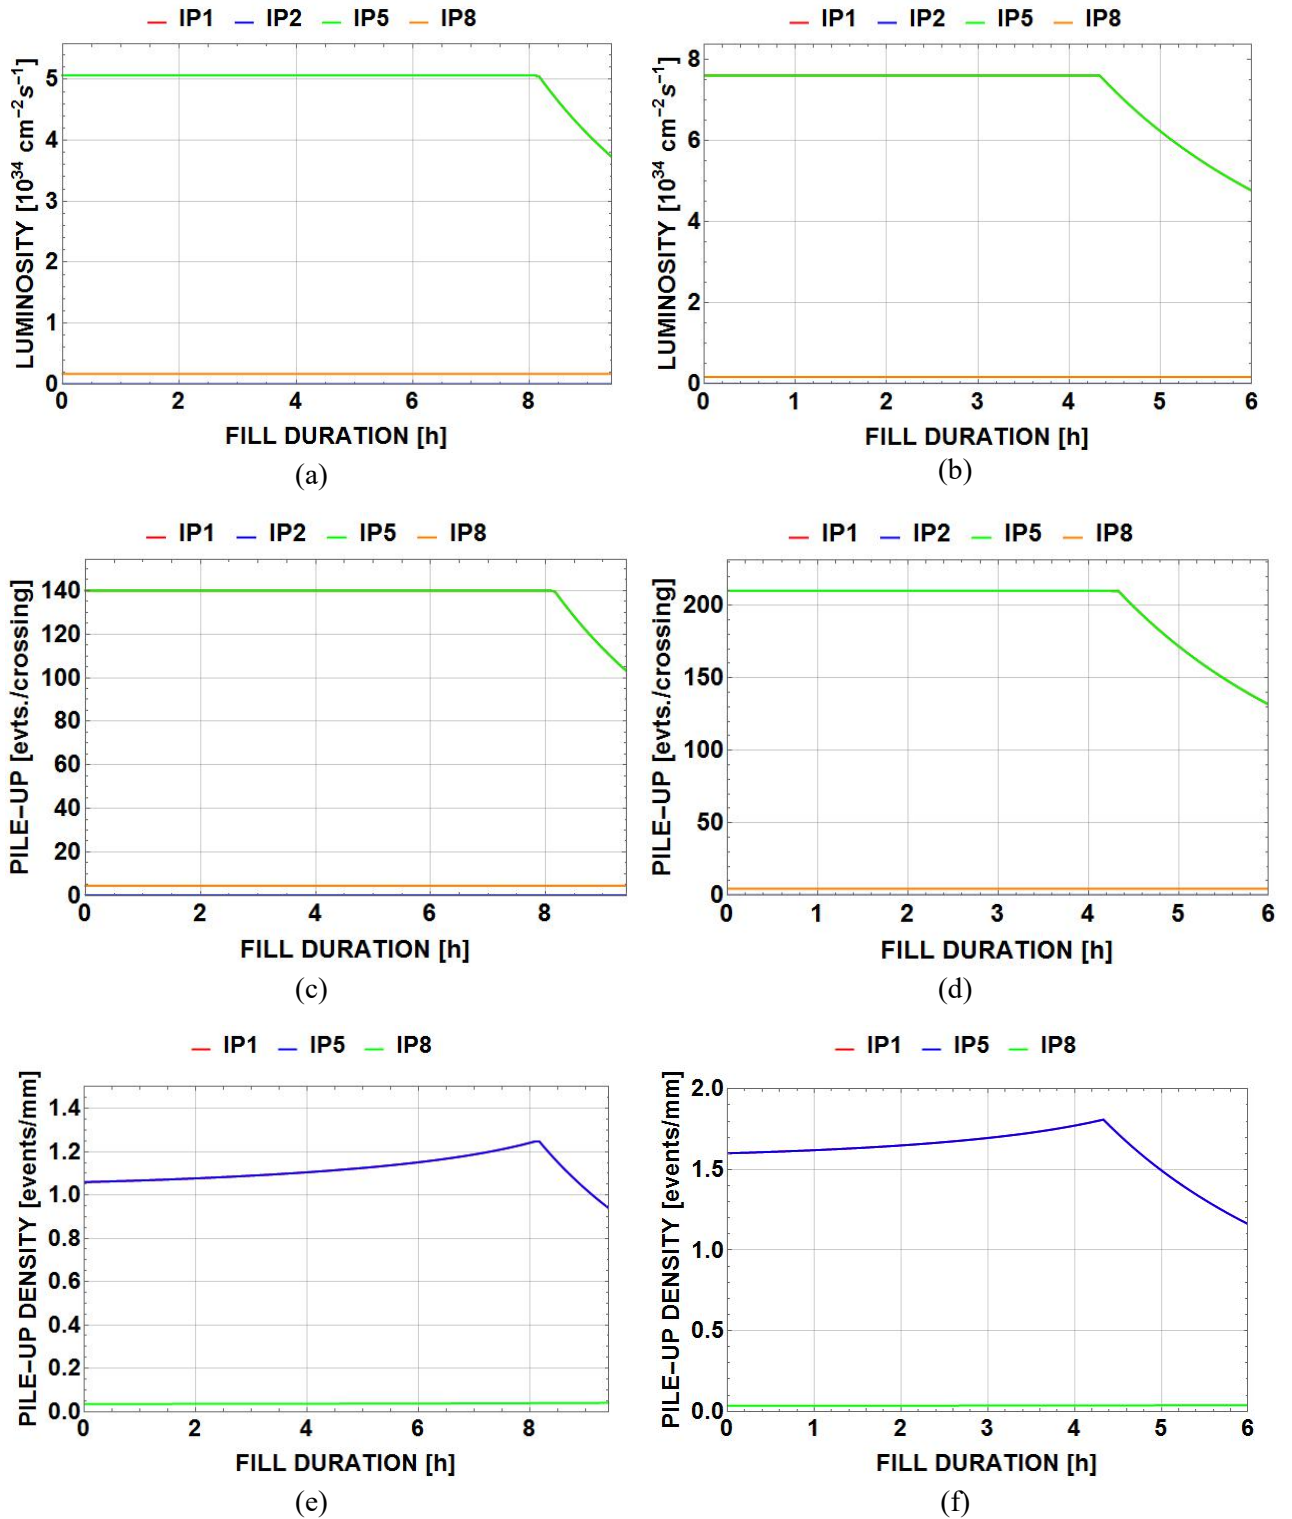 IP1 IP2 IP5 IP8
LUMINOSITY [10³⁴ cm⁻²s⁻¹]
5
4
3
2
1
0
0 2 4 6 8
FILL DURATION [h]
(a)
IP1 IP2 IP5 IP8
LUMINOSITY [10³⁴ cm⁻²s⁻¹]
8
6
4
2
0
0 1 2 3 4 5 6
FILL DURATION [h]
(b)
IP1 IP2 IP5 IP8
PILE−UP [evts./crossing]
140
120
100
80
60
40
20
0
0 2 4 6 8
FILL DURATION [h]
(c)
IP1 IP2 IP5 IP8
PILE−UP [evts./crossing]
200
150
100
50
0
0 1 2 3 4 5 6
FILL DURATION [h]
(d)
IP1 IP5 IP8
PILE−UP DENSITY [events/mm]
1.4
1.2
1.0
0.8
0.6
0.4
0.2
0.0
0 2 4 6 8
FILL DURATION [h]
(e)
IP1 IP5 IP8
PILE−UP DENSITY [events/mm]
2.0
1.5
1.0
0.5
0.0
0 1 2 3 4 5 6
FILL DURATION [h]
(f)